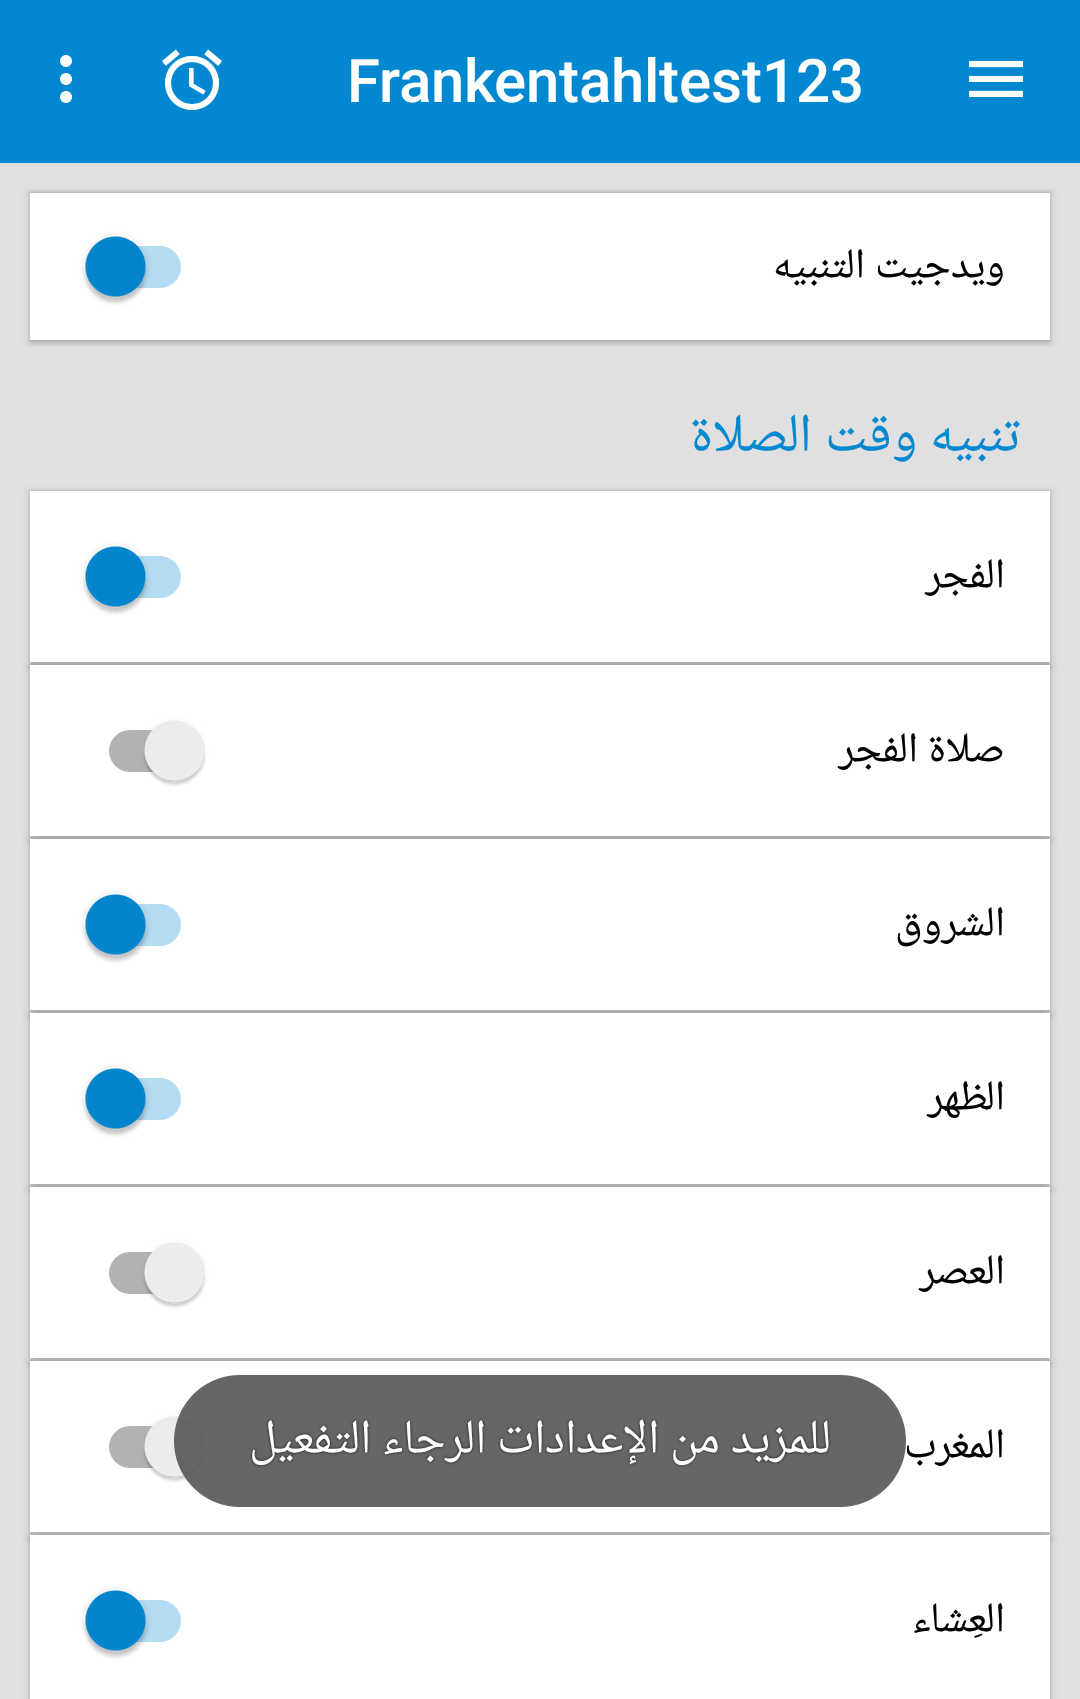 Frankentahltest123
ويدجيت التنبيه
تنبيه وقت الصلاة
الفجر
صلاة الفجر
الشروق
الظهر
العصر
المغرب
للمزيد من الإعدادات الرجاء التفعيل
العِشاء